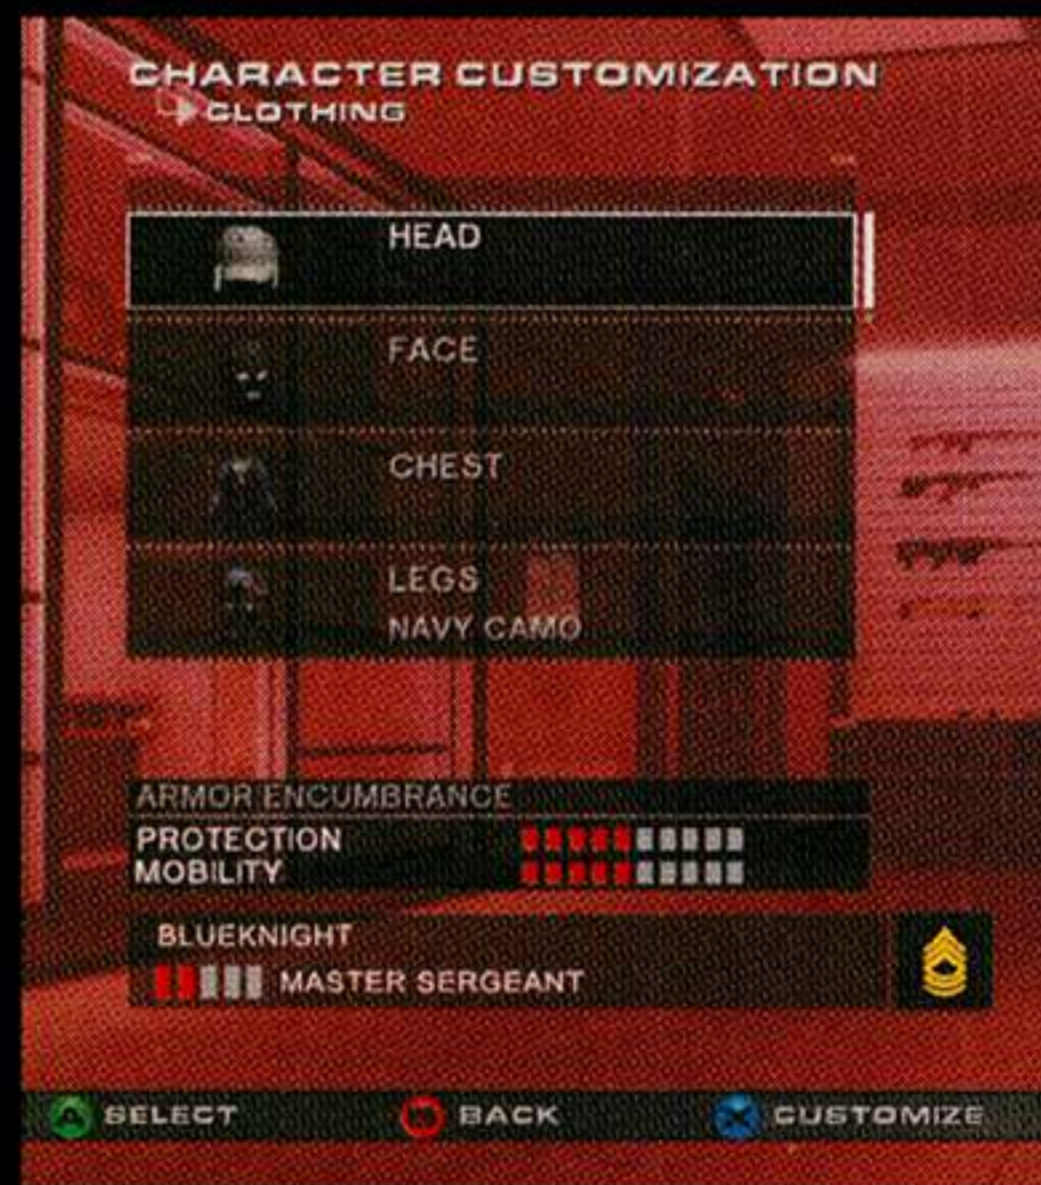 CHARACTER CUSTOMIZATION
CLOTHING
HEAD
FACE
CHEST
LEGS
NAVY CAMO
ARMOR ENCUMBRANCE
PROTECTION
MOBILITY
BLUEKNIGHT
MASTER SERGEANT
A SELECT
B BACK
X CUSTOMIZE